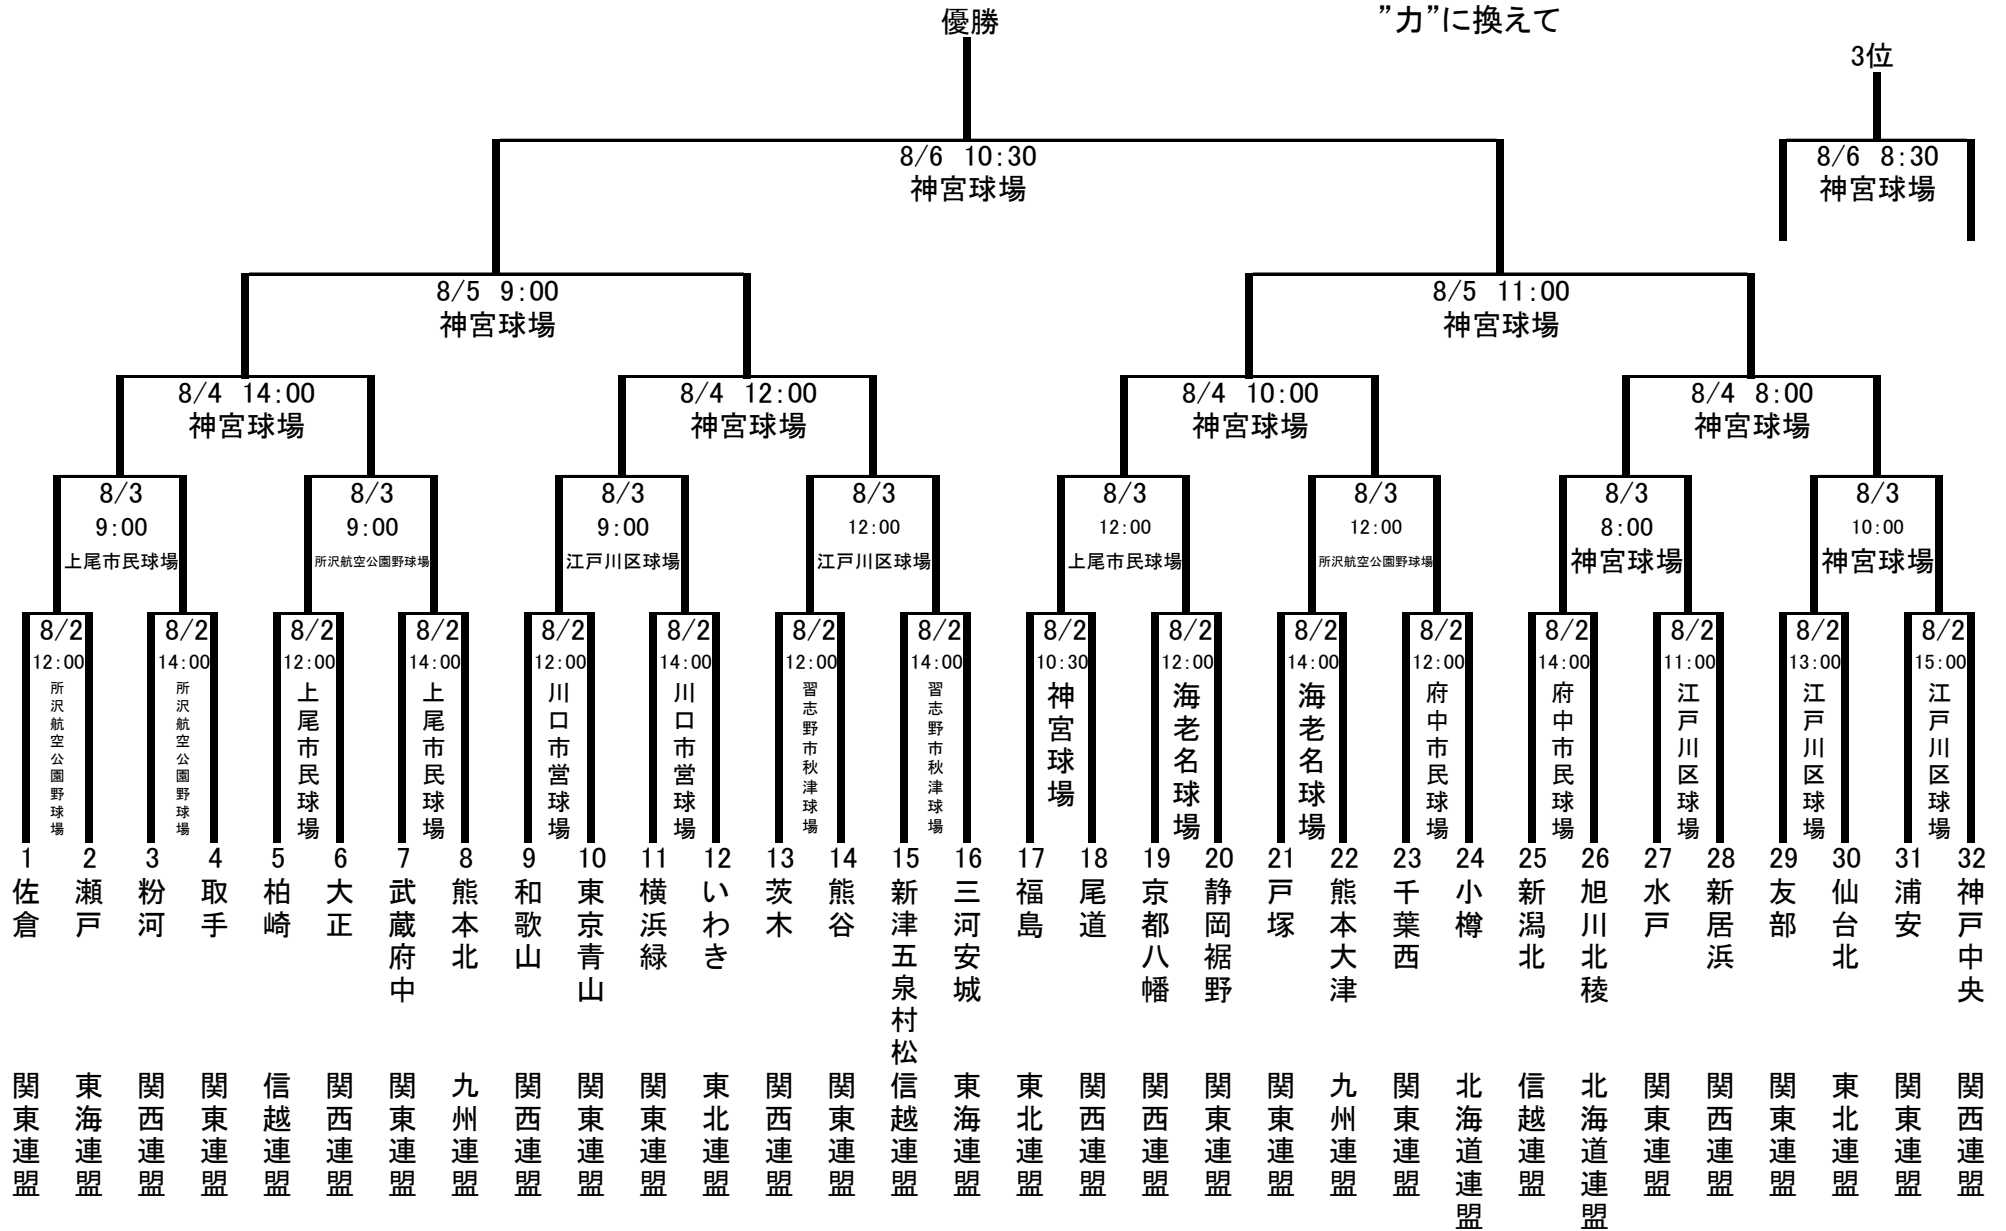 優勝
”力”に換えて
3位
8/6 10:30
神宮球場
8/6 8:30
神宮球場
8/5 9:00
神宮球場
8/5 11:00
神宮球場
8/4 14:00
神宮球場
8/4 12:00
神宮球場
8/4 10:00
神宮球場
8/4 8:00
神宮球場
8/3
9:00
上尾市民球場
8/3
9:00
所沢航空公園野球場
8/3
9:00
江戸川区球場
8/3
12:00
江戸川区球場
8/3
12:00
上尾市民球場
8/3
12:00
所沢航空公園野球場
8/3
8:00
神宮球場
8/3
10:00
神宮球場
8/2
12:00
所沢航空公園野球場
8/2
14:00
所沢航空公園野球場
8/2
12:00
上尾市民球場
8/2
14:00
上尾市民球場
8/2
12:00
川口市営球場
8/2
14:00
川口市営球場
8/2
12:00
習志野市秋津球場
8/2
14:00
習志野市秋津球場
8/2
10:30
神宮球場
8/2
12:00
海老名球場
8/2
14:00
海老名球場
8/2
12:00
府中市民球場
8/2
14:00
府中市民球場
8/2
11:00
江戸川区球場
8/2
13:00
江戸川区球場
8/2
15:00
江戸川区球場
1
佐倉
関東連盟
2
瀬戸
東海連盟
3
粉河
関西連盟
4
取手
関東連盟
5
柏崎
信越連盟
6
大正
関西連盟
7
武蔵府中
関東連盟
8
熊本北
九州連盟
9
和歌山
関西連盟
10
東京青山
関東連盟
11
横浜緑
関東連盟
12
いわき
東北連盟
13
茨木
関西連盟
14
熊谷
関東連盟
15
新津五泉村松
信越連盟
16
三河安城
東海連盟
17
福島
東北連盟
18
尾道
関西連盟
19
京都八幡
関西連盟
20
静岡裾野
関東連盟
21
戸塚
関東連盟
22
熊本大津
九州連盟
23
千葉西
関東連盟
24
小樽
北海道連盟
25
新潟北
信越連盟
26
旭川北稜
北海道連盟
27
水戸
関東連盟
28
新居浜
関西連盟
29
友部
関東連盟
30
仙台北
東北連盟
31
浦安
関東連盟
32
神戸中央
関西連盟